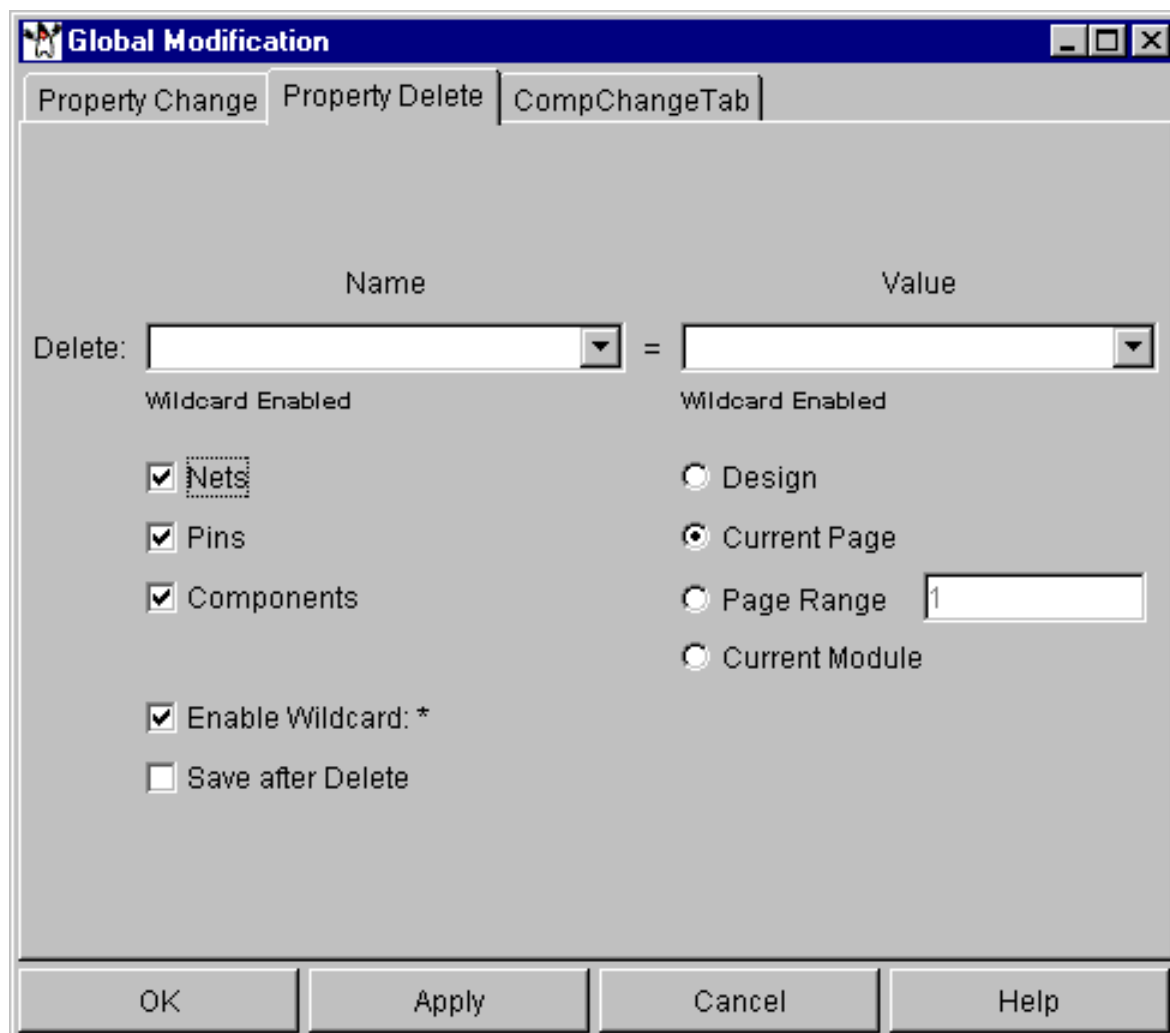 Global Modification
Property Change Property Delete CompChangeTab
Name Value
Delete: =
Wildcard Enabled Wildcard Enabled
Nets Design
Pins Current Page
Components Page Range 1
Current Module
Enable Wildcard: *
Save after Delete
OK Apply Cancel Help